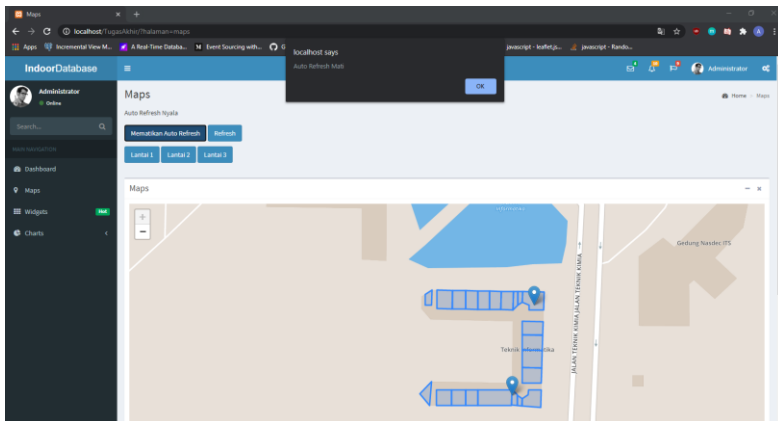 Maps
localhost/TugasAkhir/?halaman=maps
Apps
Incremental View M...
A Real-Time Databa...
Event Sourcing with...
javascript - leaflet.js...
javascript - Rando...
localhost says
Auto Refresh Mati
OK
IndoorDatabase
Administrator
Administrator
Online
Search...
MAIN NAVIGATION
Dashboard
Maps
Widgets
Hot
Charts
Maps
Home > Maps
Auto Refresh Nyala
Mematikan Auto Refresh
Refresh
Lantai 1
Lantai 2
Lantai 3
Maps
+
−
Gedung Nasdec ITS
JALAN TEKNIK KIMIA
JALAN TEKNIK KIMIA
JALAN TEKNIK KIMIA
Teknik Informatika